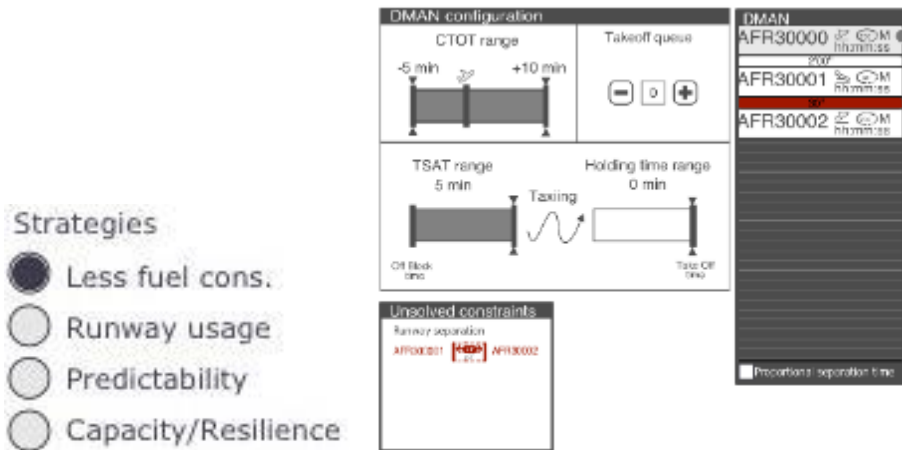 Strategies
Less fuel cons.
Runway usage
Predictability
Capacity/Resilience
DMAN configuration
CTOT range
-5 min
+10 min
Takeoff queue
0
TSAT range
5 min
Taxiing
Holding time range
0 min
Off Block
time
Take Off
time
Unsolved constraints
Runway separation
AFR30001 AFR30002
DMAN
AFR30000 M
hh:mm:ss
2'00"
AFR30001 M
hh:mm:ss
AFR30002 M
hh:mm:ss
Proportional separation time